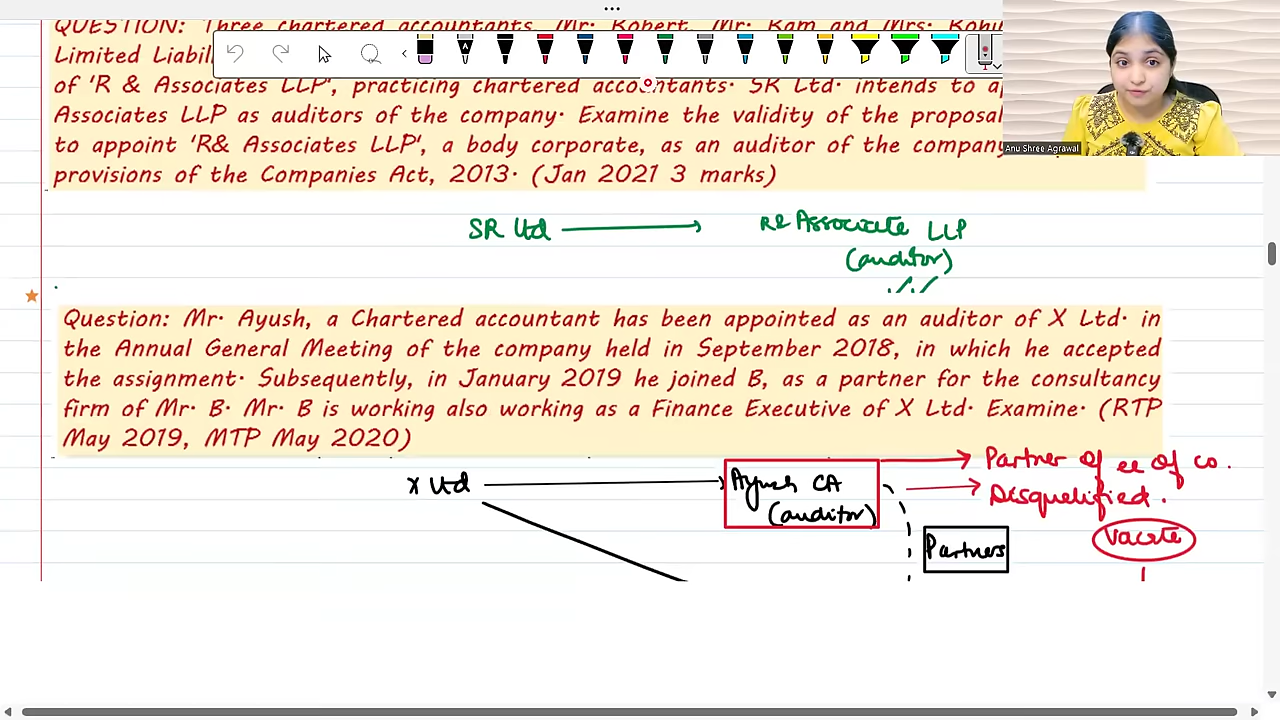 QUESTION: Three chartered accountants, Mr. Robert, Mr. Ram and Mrs.
Limited Liabil
of 'R & Associates LLP', practicing chartered accountants. SR Ltd. intends to
Associates LLP as auditors of the company. Examine the validity of the proposal
to appoint 'R& Associates LLP', a body corporate, as an auditor of the company
provisions of the Companies Act, 2013. (Jan 2021 3 marks)
Anu Shree Agrawal
SR Ltd
R& Associate LLP
(auditor)
Question: Mr. Ayush, a Chartered accountant has been appointed as an auditor of X Ltd. in
the Annual General Meeting of the company held in September 2018, in which he accepted
the assignment. Subsequently, in January 2019 he joined B, as a partner for the consultancy
firm of Mr. B. Mr. B is working also working as a Finance Executive of X Ltd. Examine. (RTP
May 2019, MTP May 2020)
X Ltd
Ayush CA
(auditor)
Partner of ee of co.
Disqualified.
Partners
Vacate